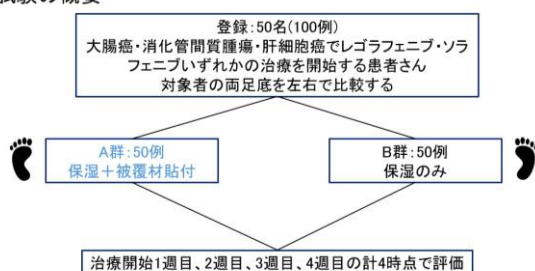 登録:50名(100例)
大腸癌・消化管間質腫瘍・肝細胞癌でレゴラフェニブ・ソラ
フェニブいずれかの治療を開始する患者さん
対象者の両足底を左右で比較する
A群:50例
保湿+被覆材貼付
B群:50例
保湿のみ
治療開始1週目、2週目、3週目、4週目の計4時点で評価